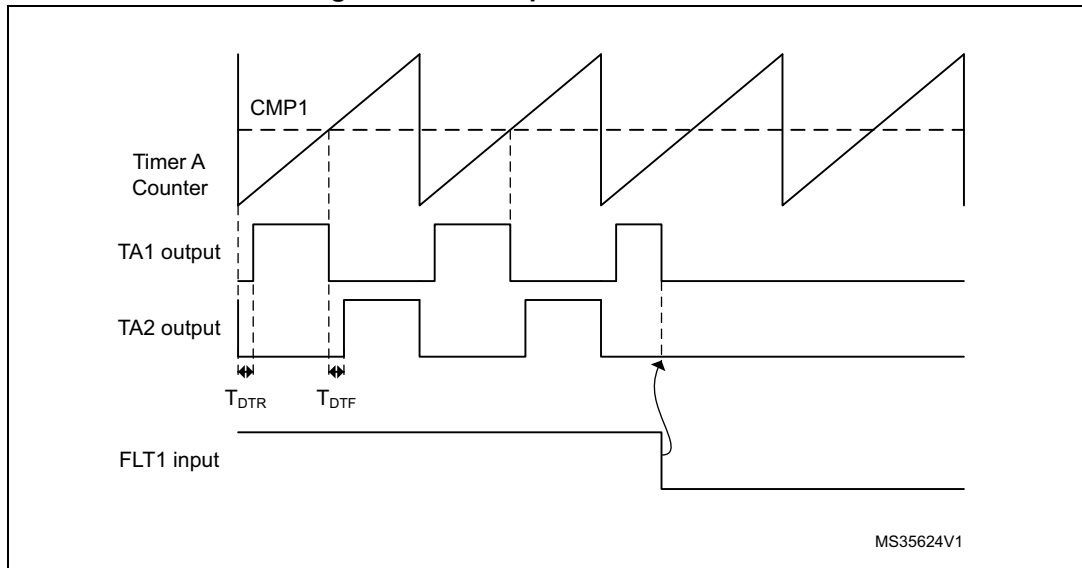 CMP1
Timer A
Counter
TA1 output
TA2 output
TDTR TDTF
FLT1 input
MS35624V1